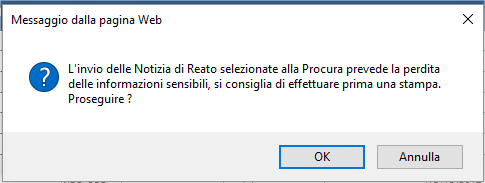 Messaggio dalla pagina Web
L'invio delle Notizia di Reato selezionate alla Procura prevede la perdita
delle informazioni sensibili, si consiglia di effettuare prima una stampa.
Proseguire ?
OK
Annulla